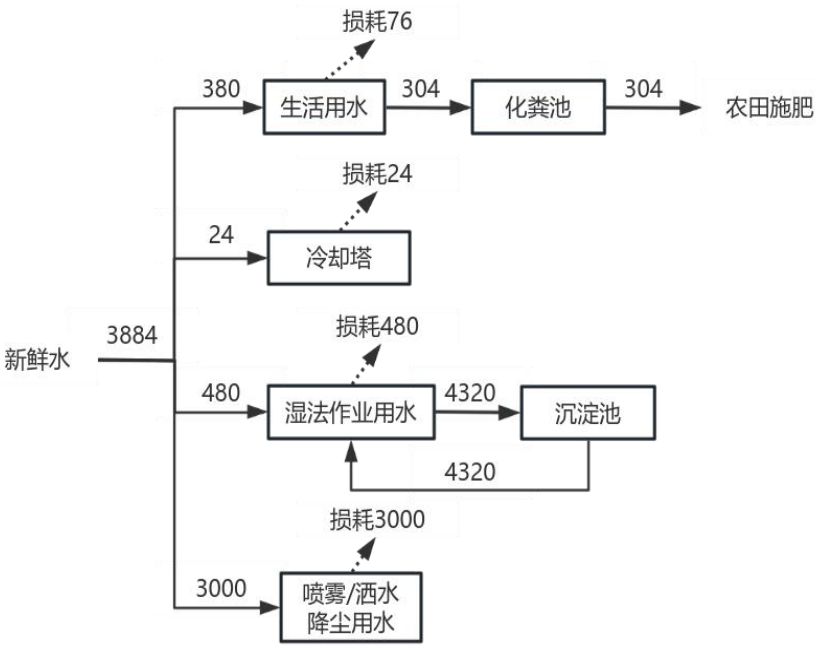 损耗76
380
生活用水
304
化粪池
304
农田施肥
损耗24
24
冷却塔
3884
新鲜水
损耗480
480
湿法作业用水
4320
沉淀池
4320
损耗3000
3000
喷雾/洒水
降尘用水